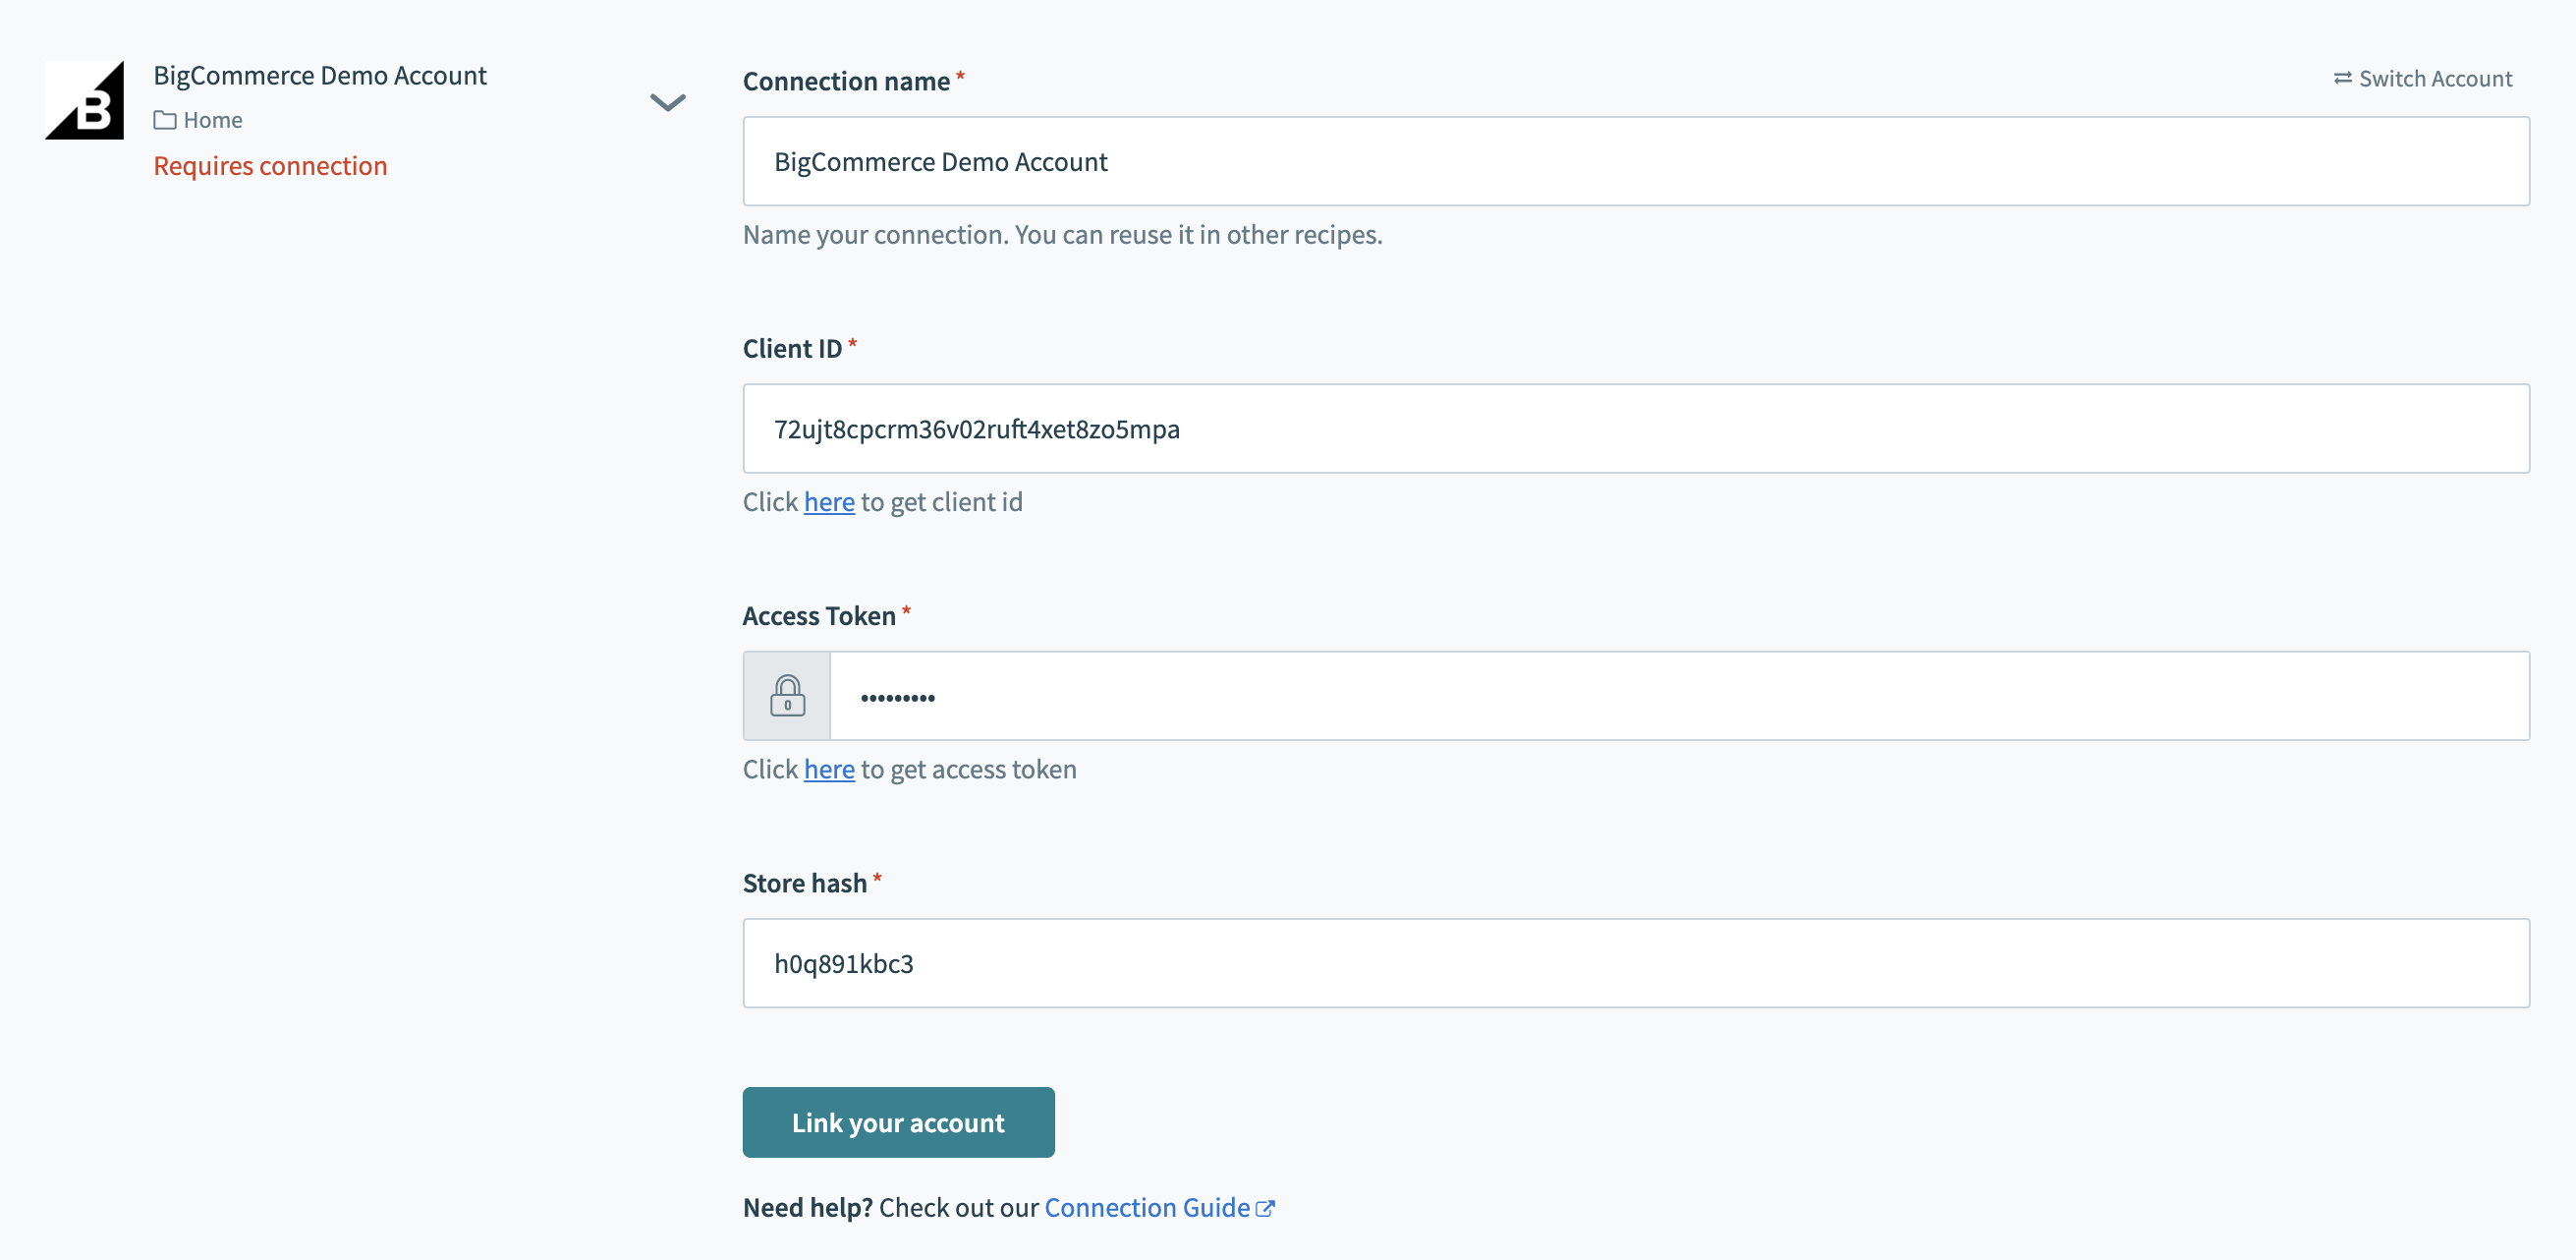 BigCommerce Demo Account
Home
Requires connection
Connection name *
Switch Account
BigCommerce Demo Account
Name your connection. You can reuse it in other recipes.
Client ID *
72ujt8cpcrm36v02ruft4xet8zo5mpa
Click here to get client id
Access Token *
•••••••••
Click here to get access token
Store hash *
h0q891kbc3
Link your account
Need help? Check out our Connection Guide